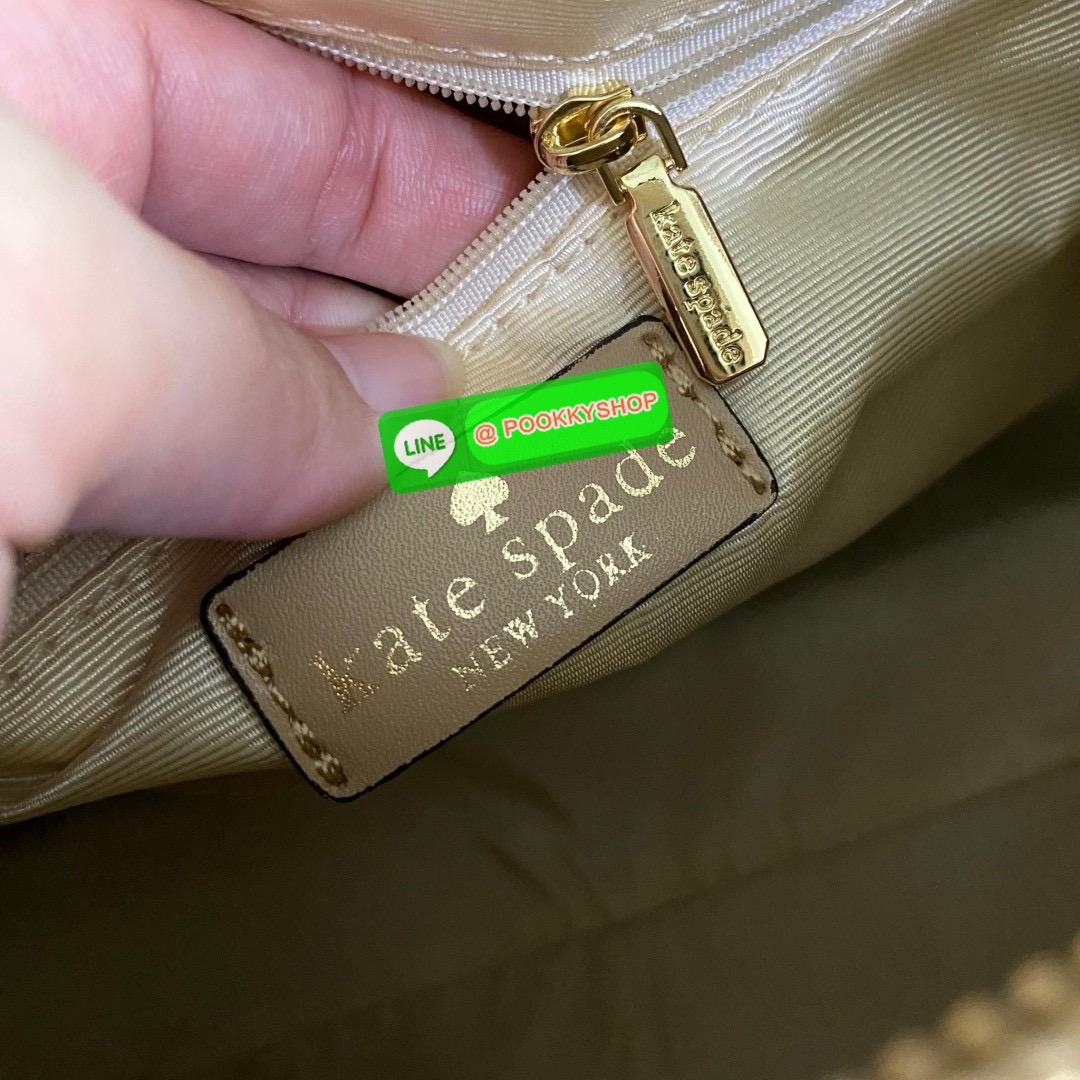 kate spade
LINE
@ POOKKYSHOP
kate spade
NEW YORK